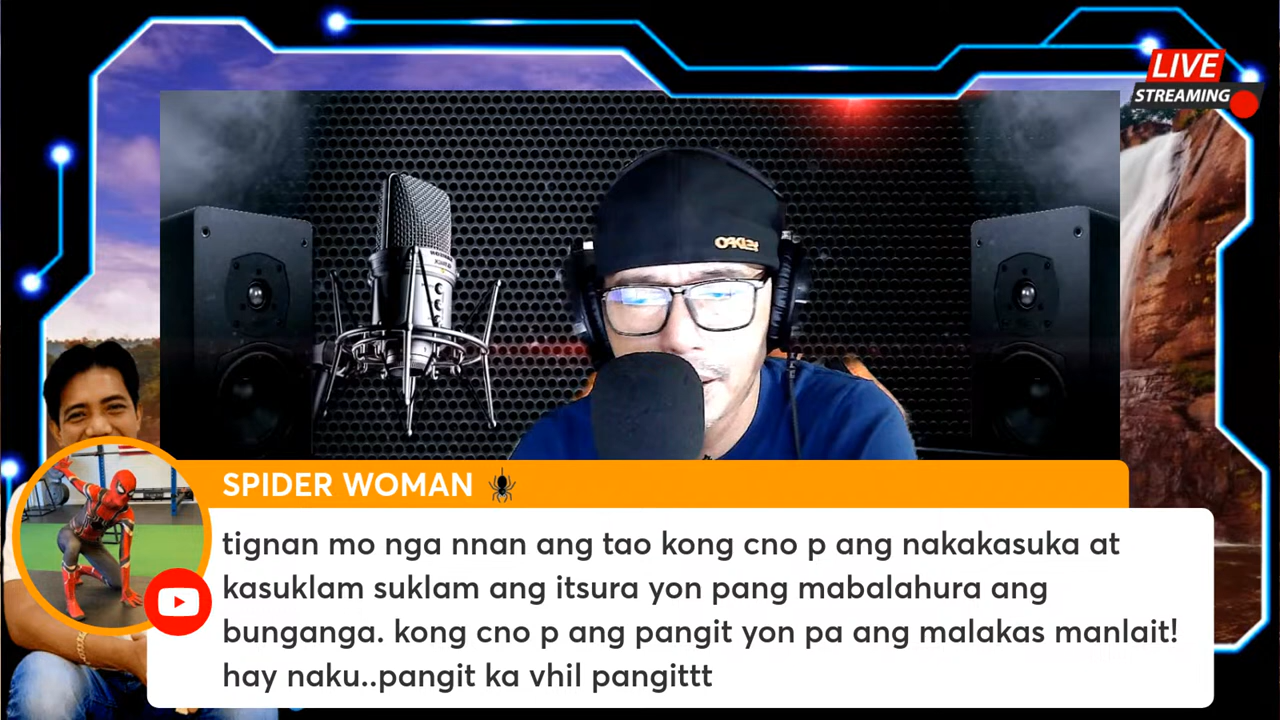 LIVE
STREAMING
OAKLEY
SPIDER WOMAN 🕷
tignan mo nga nnan ang tao kong cno p ang nakakasuka at
kasuklam suklam ang itsura yon pang mabalahura ang
bunganga. kong cno p ang pangit yon pa ang malakas manlait!
hay naku..pangit ka vhil pangittt